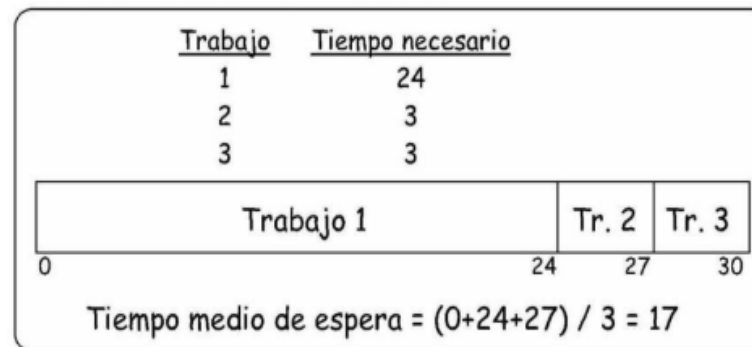 Trabajo Tiempo necesario
1 24
2 3
3 3
Trabajo 1 Tr. 2 Tr. 3
0 24 27 30
Tiempo medio de espera = (0+24+27) / 3 = 17